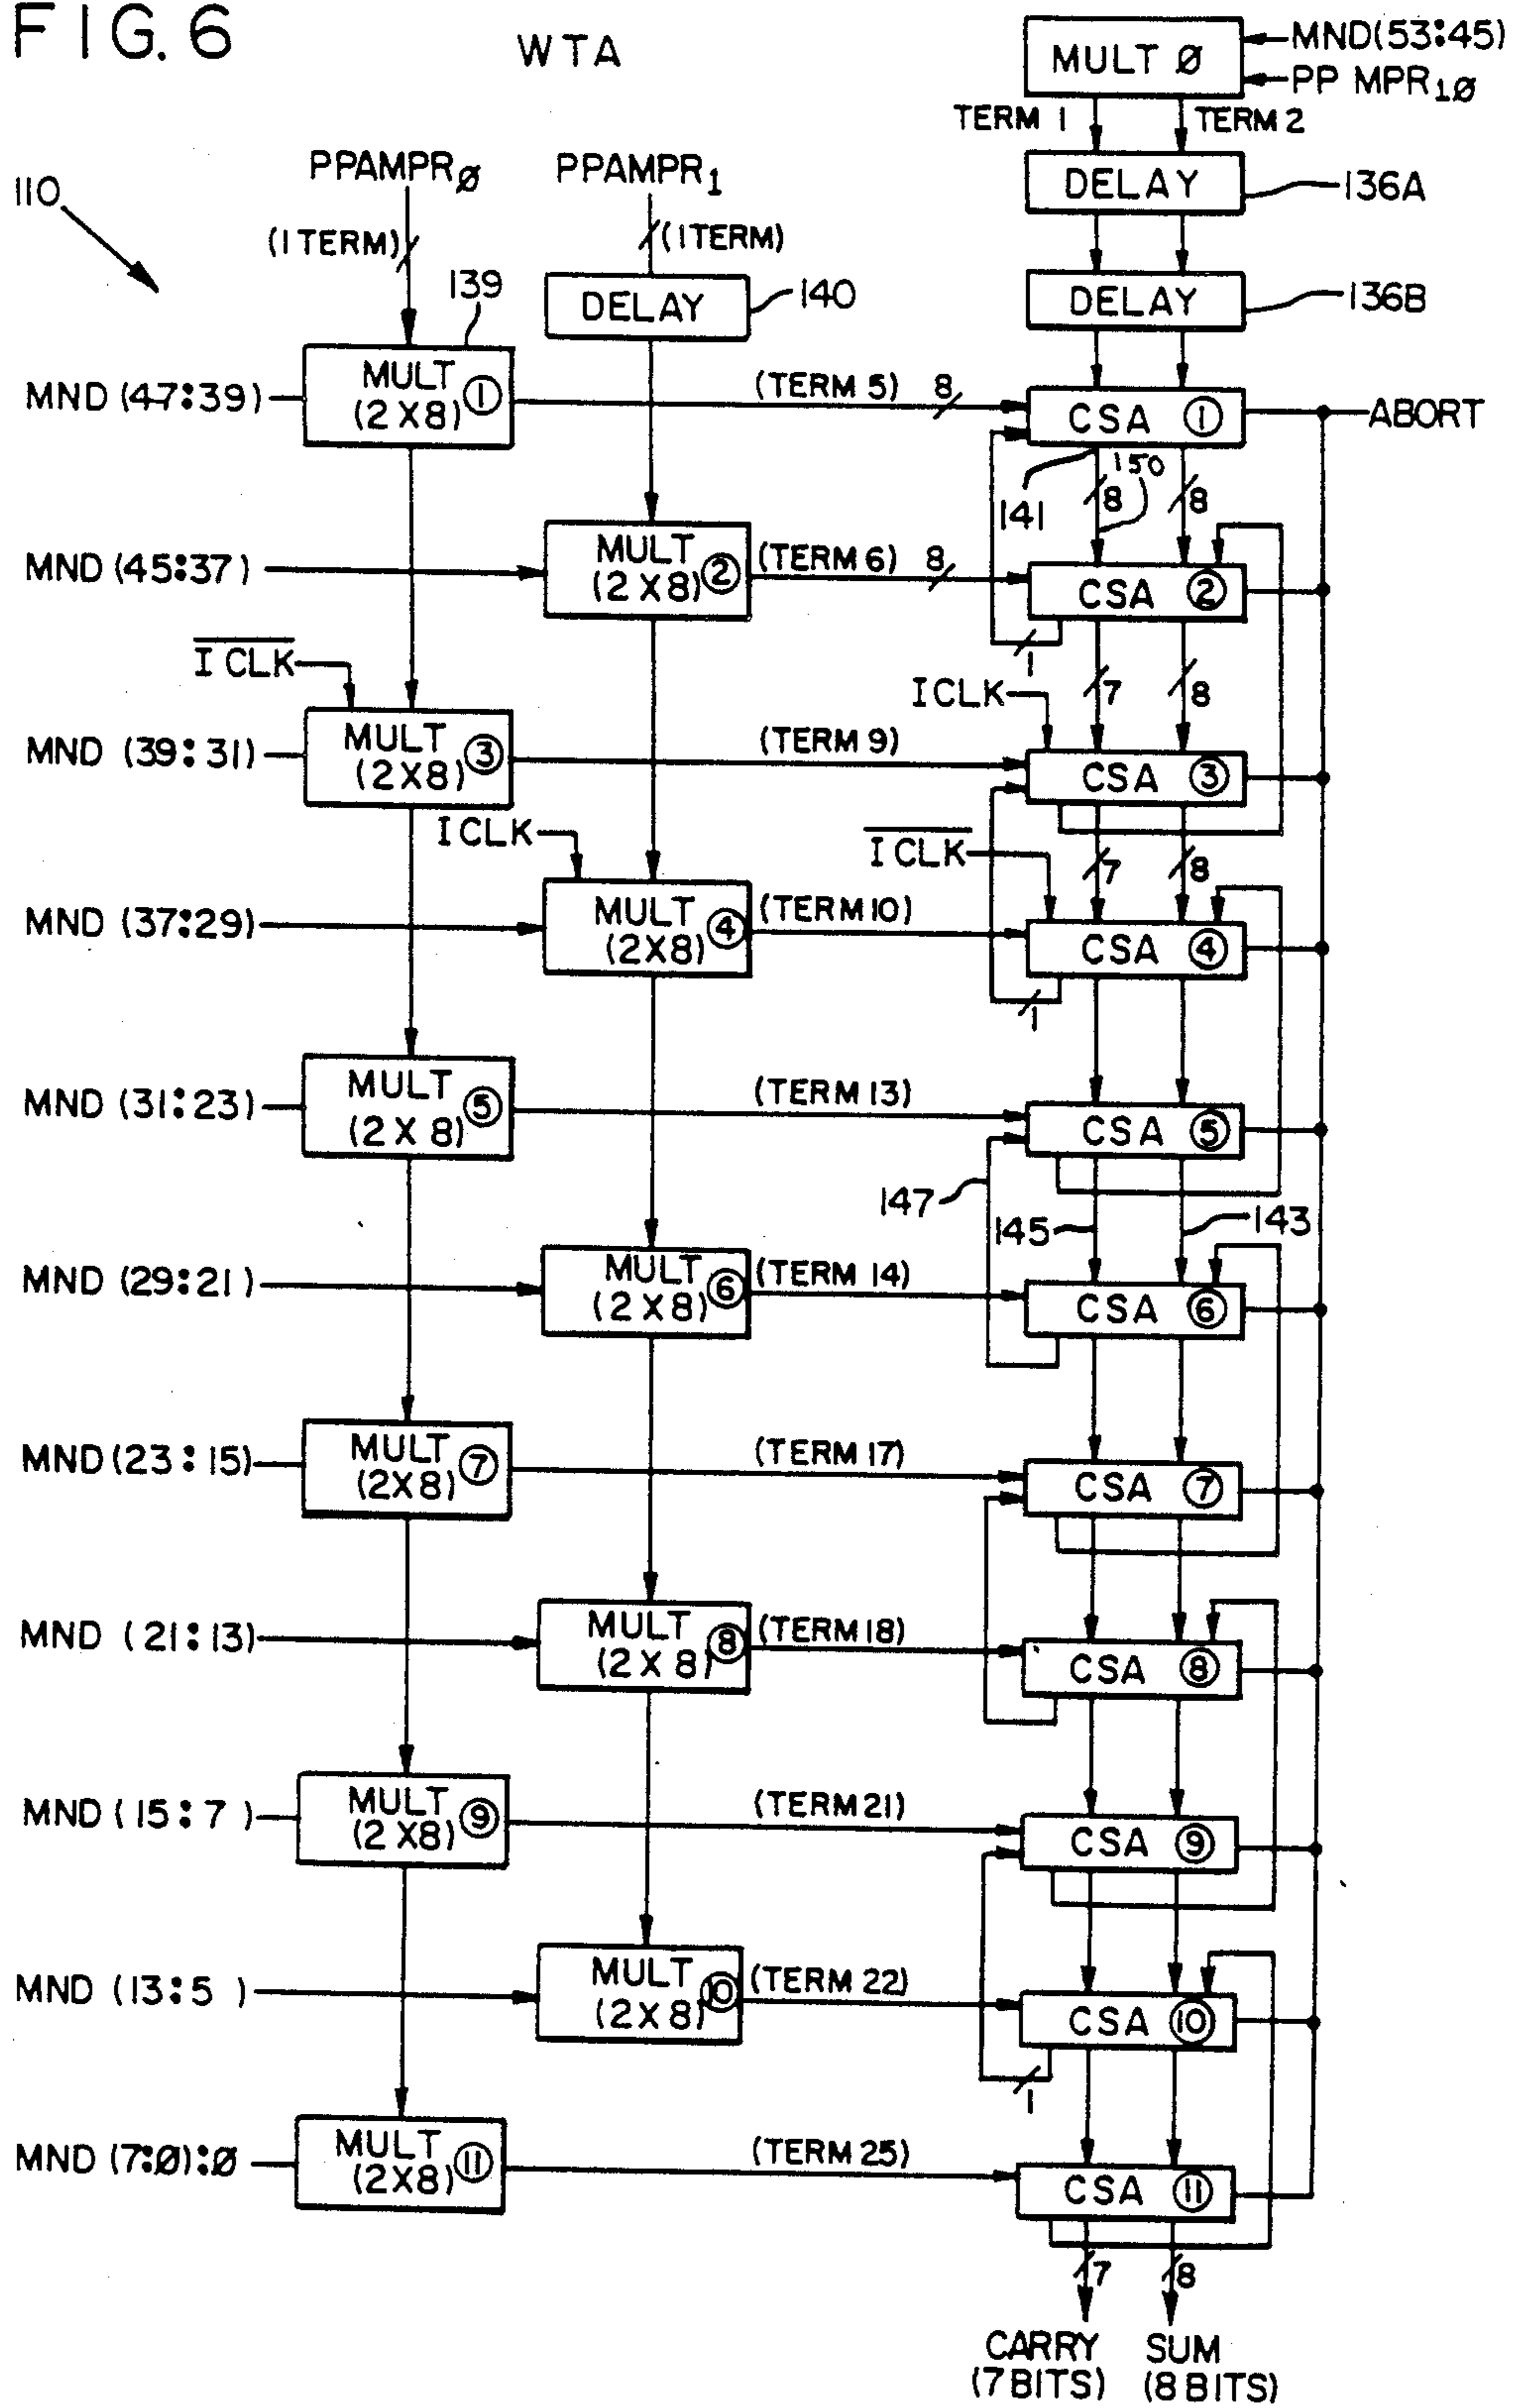 FIG. 6
WTA
MULT Ø
MND(53:45)
PP MPR1Ø
TERM 1
TERM 2
PPAMPRØ
PPAMPR1
DELAY
136A
110
(1 TERM)
(1 TERM)
139
DELAY
140
DELAY
136B
MND (47:39)
MULT
(2X8)
1
(TERM 5)
8
CSA
1
ABORT
141
150
8
8
MND (45:37)
MULT
(2X8)
2
(TERM 6)
8
CSA
2
1
7
8
I CLK
I CLK
MND (39:31)
MULT
(2X8)
3
(TERM 9)
CSA
3
I CLK
I CLK
7
8
MND (37:29)
MULT
(2X8)
4
(TERM 10)
CSA
4
1
MND (31:23)
MULT
(2X8)
5
(TERM 13)
CSA
5
147
145
143
MND (29:21)
MULT
(2X8)
6
(TERM 14)
CSA
6
MND (23:15)
MULT
(2X8)
7
(TERM 17)
CSA
7
MND (21:13)
MULT
(2X8)
8
(TERM 18)
CSA
8
MND (15:7)
MULT
(2X8)
9
(TERM 21)
CSA
9
MND (13:5)
MULT
(2X8)
10
(TERM 22)
CSA
10
1
MND (7:Ø):Ø
MULT
(2X8)
11
(TERM 25)
CSA
11
7
8
CARRY
(7 BITS)
SUM
(8 BITS)